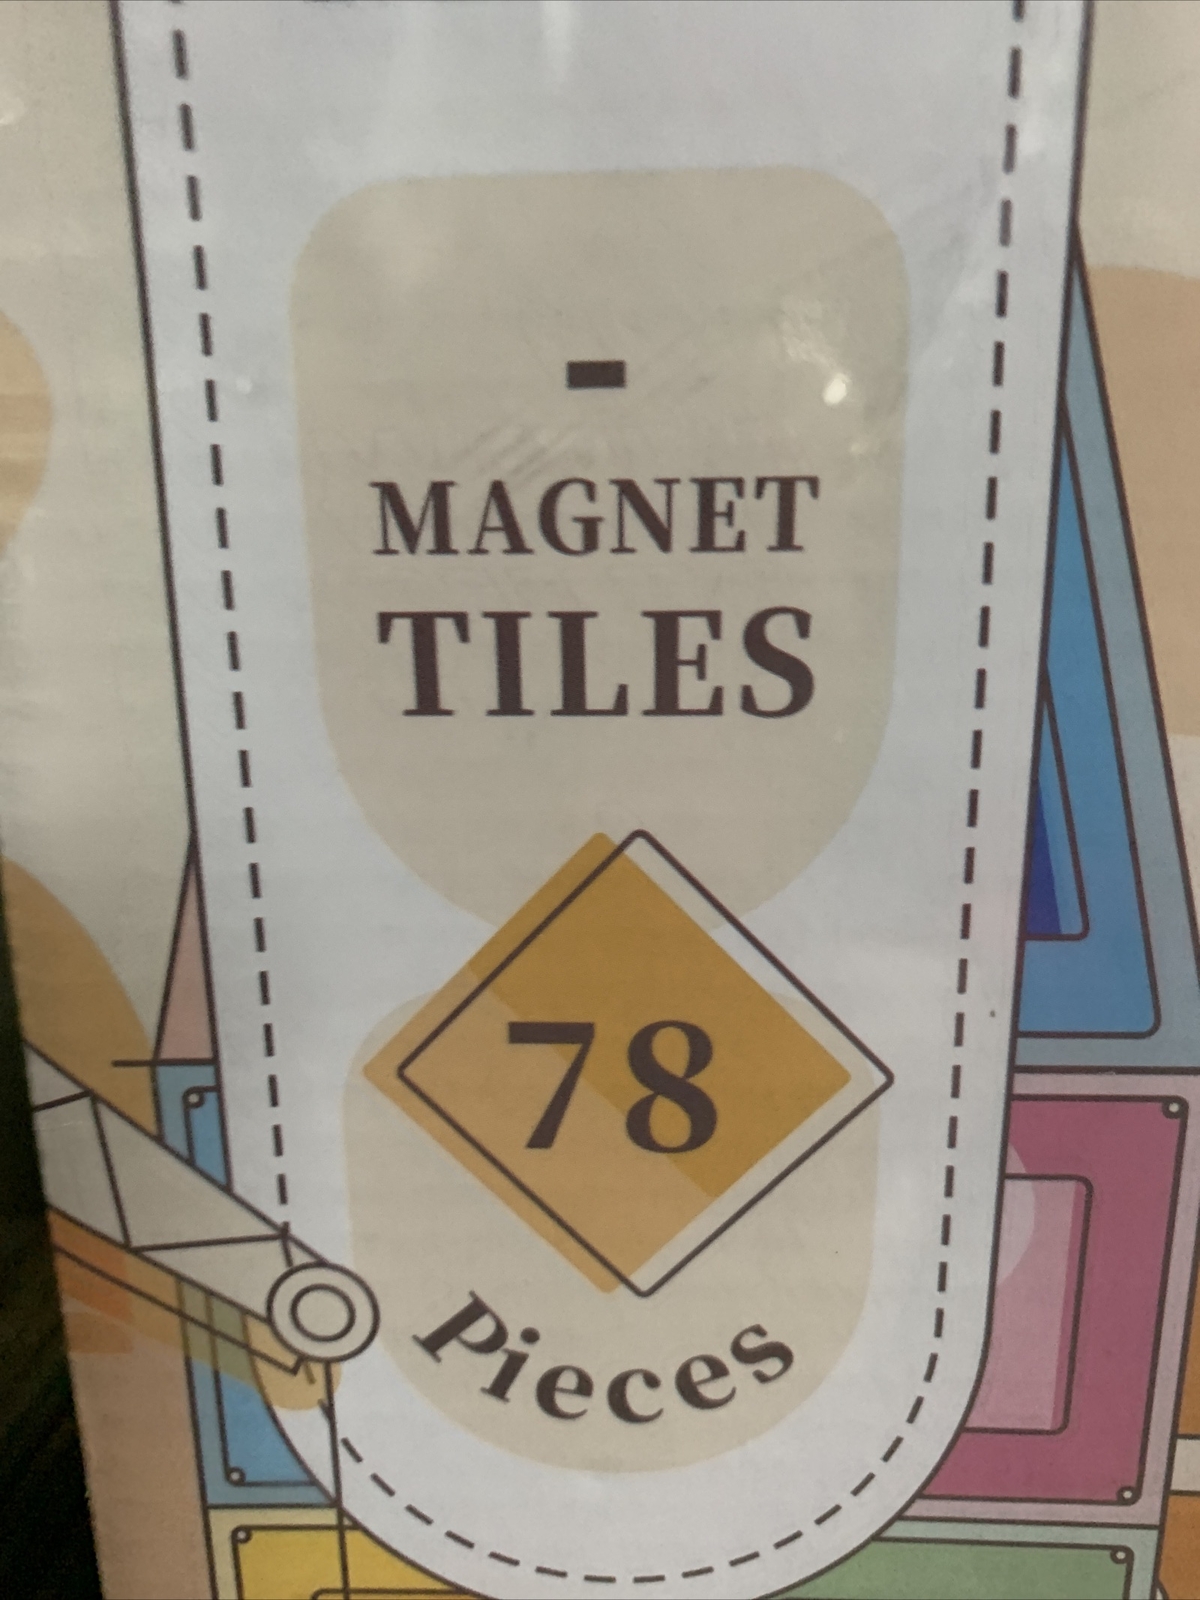 -
MAGNET
TILES
78
Pieces